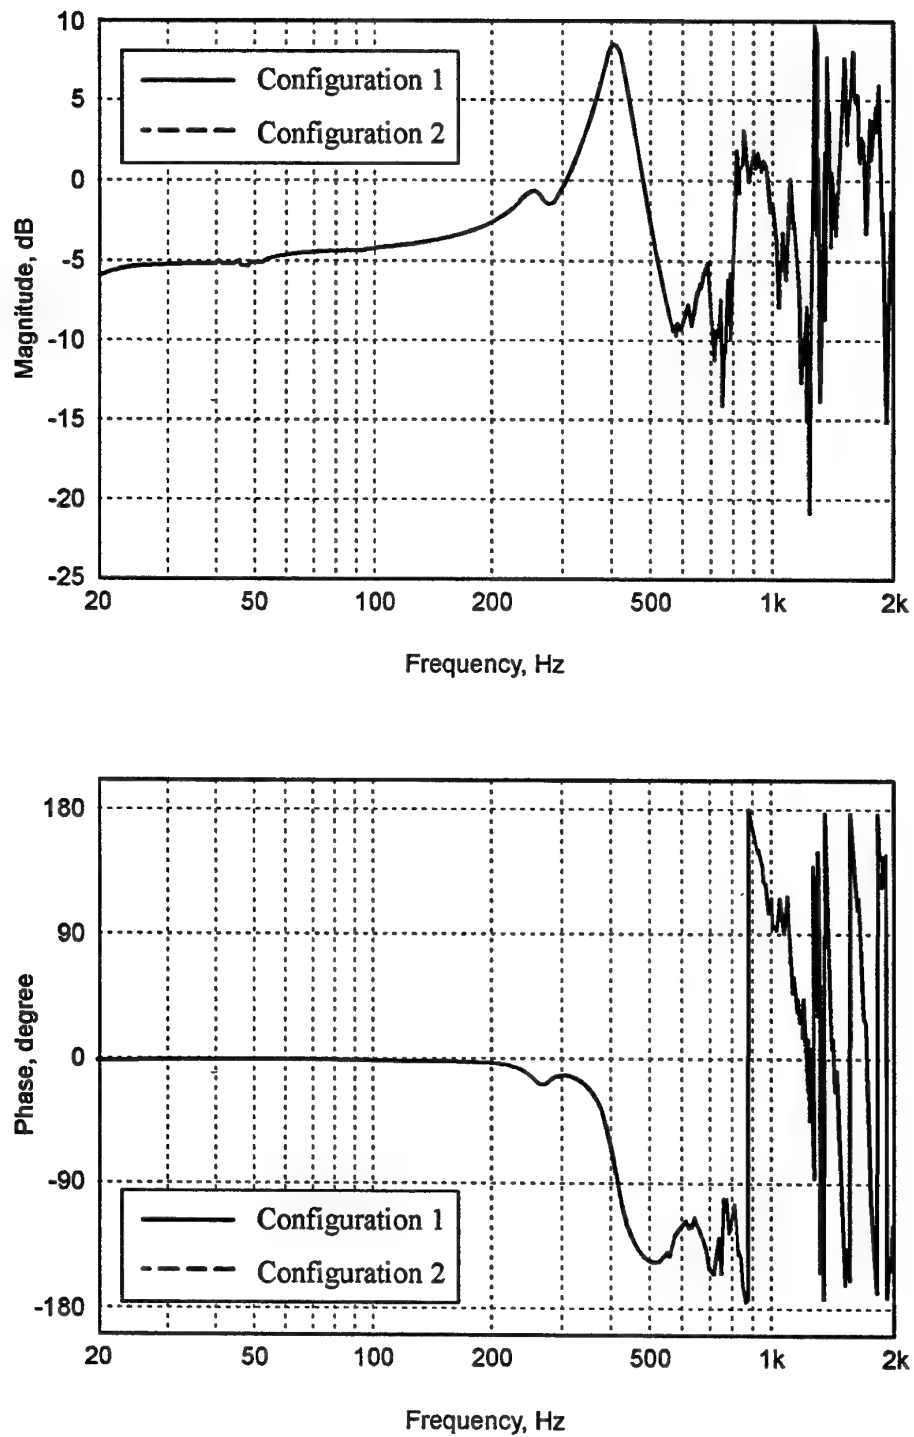 10
5
0
-5
-10
-15
-20
-25
Magnitude, dB
Configuration 1
Configuration 2
20 50 100 200 500 1k 2k
Frequency, Hz
180
90
0
-90
-180
Phase, degree
Configuration 1
Configuration 2
20 50 100 200 500 1k 2k
Frequency, Hz